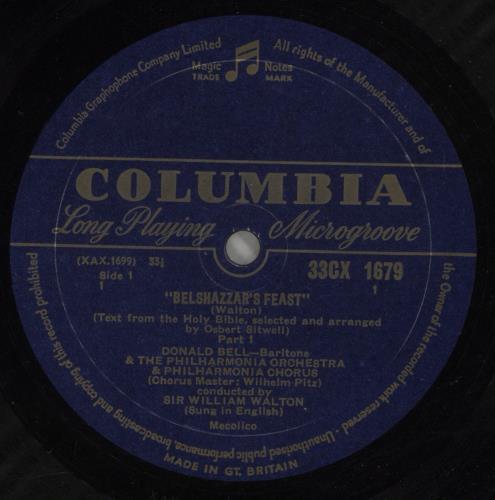 Columbia Graphophone Company Limited
All rights of the Manufacturer and of
the Owner of the recorded work reserved - Unauthorised public performance, broadcasting and copying of this record prohibited
Magic Notes
TRADE MARK
COLUMBIA
Long Playing Microgroove
(XAX.1699) 33⅓
Side 1
1
33CX 1679
1
"BELSHAZZAR'S FEAST"
(Walton)
(Text from the Holy Bible, selected and arranged
by Osbert Sitwell)
Part 1
DONALD BELL—Baritone
& THE PHILHARMONIA ORCHESTRA
& PHILHARMONIA CHORUS
(Chorus Master: Wilhelm Pitz)
conducted by
SIR WILLIAM WALTON
(Sung in English)
Mecolico
MADE IN GT. BRITAIN